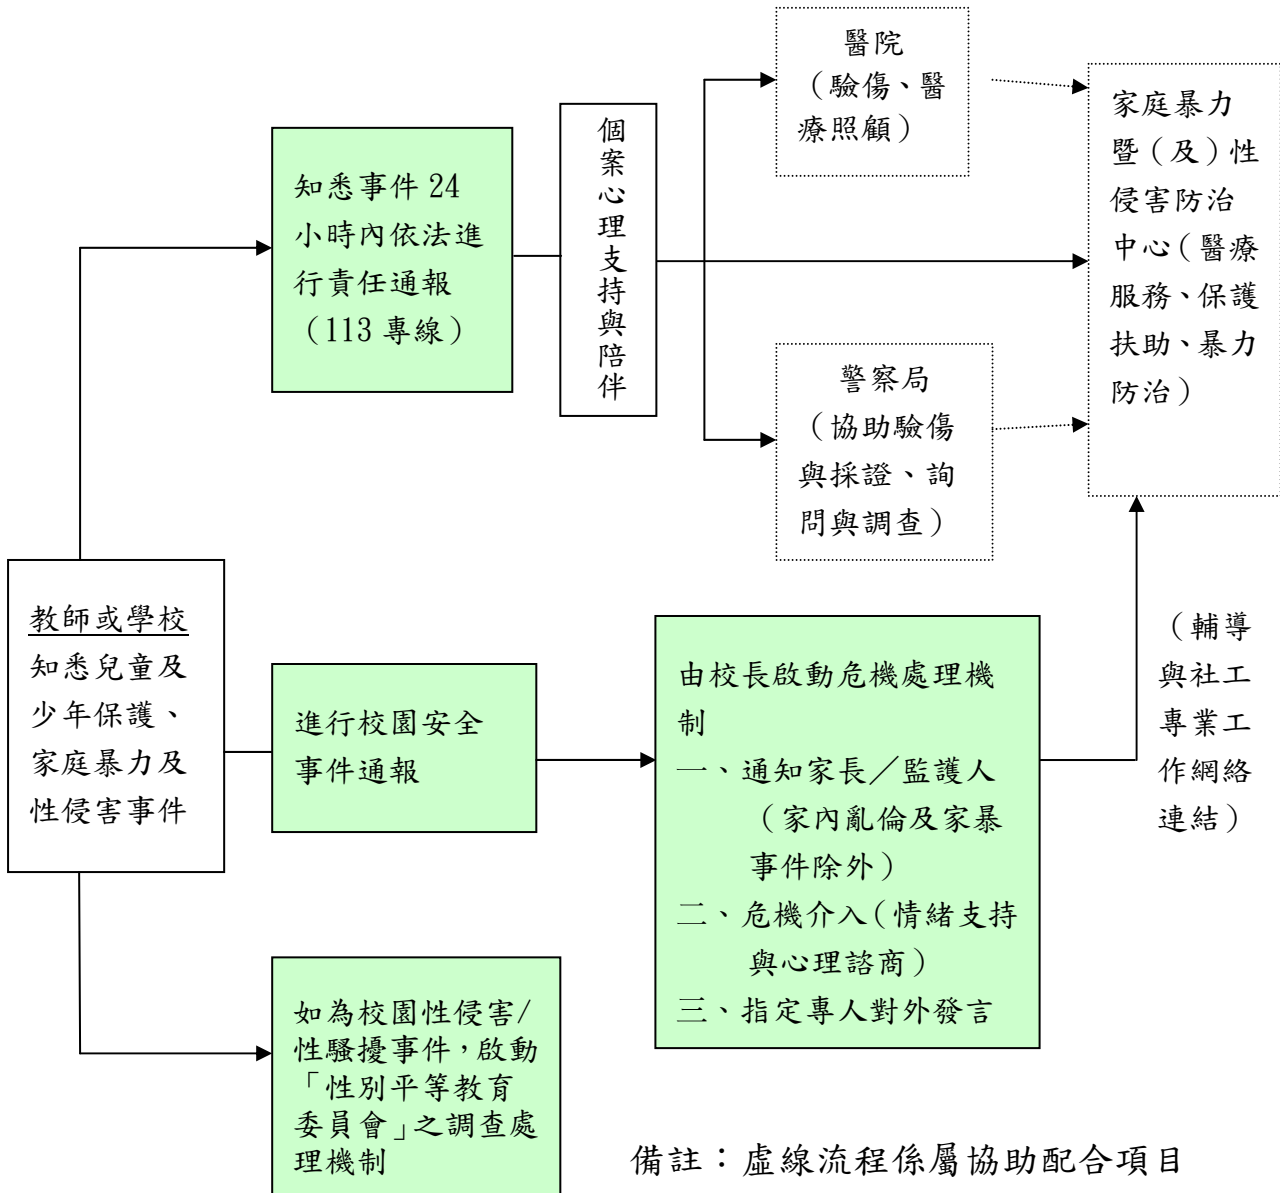 醫院
（驗傷、醫
療照顧）
家庭暴力
暨（及）性
侵害防治
中心（醫療
服務、保護
扶助、暴力
防治）
知悉事件 24
小時內依法進
行責任通報
（113 專線）
個案心理支持與陪伴
警察局
（協助驗傷
與採證、詢
問與調查）
教師或學校
知悉兒童及
少年保護、
家庭暴力及
性侵害事件
進行校園安全
事件通報
由校長啟動危機處理機
制
一、通知家長／監護人
（家內亂倫及家暴
事件除外）
二、危機介入（情緒支持
與心理諮商）
三、指定專人對外發言
（輔導
與社工
專業工
作網絡
連結）
如為校園性侵害/
性騷擾事件，啟動
「性別平等教育
委員會」之調查處
理機制
備註：虛線流程係屬協助配合項目